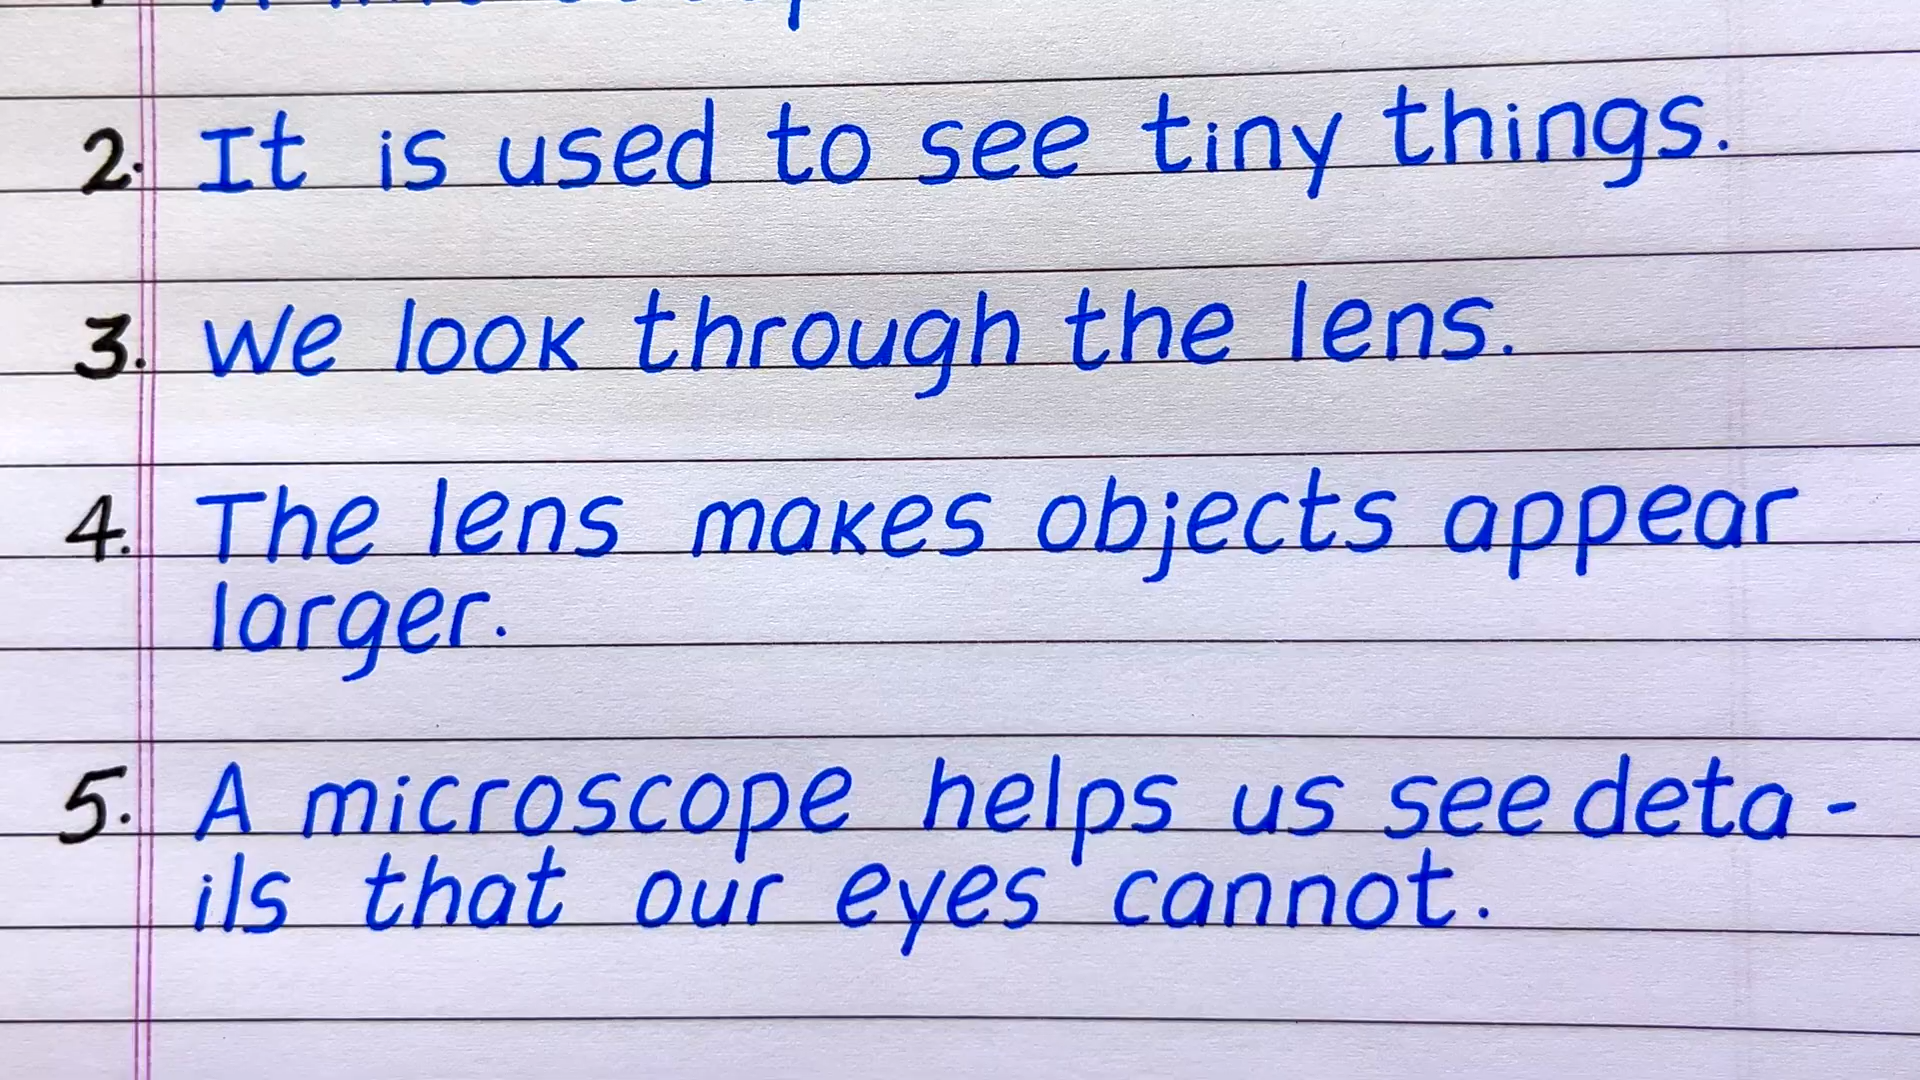 2. It is used to see tiny things.
3. We look through the lens.
4. The lens makes objects appear
larger.
5. A microscope helps us see deta -
ils that our eyes cannot.